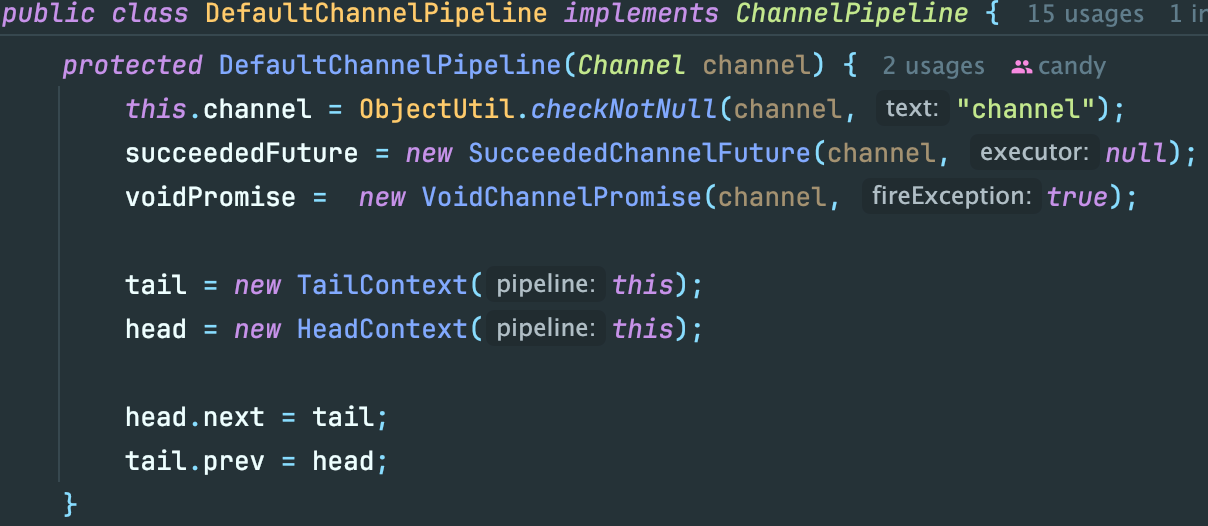 public class DefaultChannelPipeline implements ChannelPipeline { 15 usages
protected DefaultChannelPipeline(Channel channel) { 2 usages candy
this.channel = ObjectUtil.checkNotNull(channel, text: "channel");
succeededFuture = new SucceededChannelFuture(channel, executor: null);
voidPromise =  new VoidChannelPromise(channel, fireException: true);
tail = new TailContext( pipeline: this);
head = new HeadContext( pipeline: this);
head.next = tail;
tail.prev = head;
}